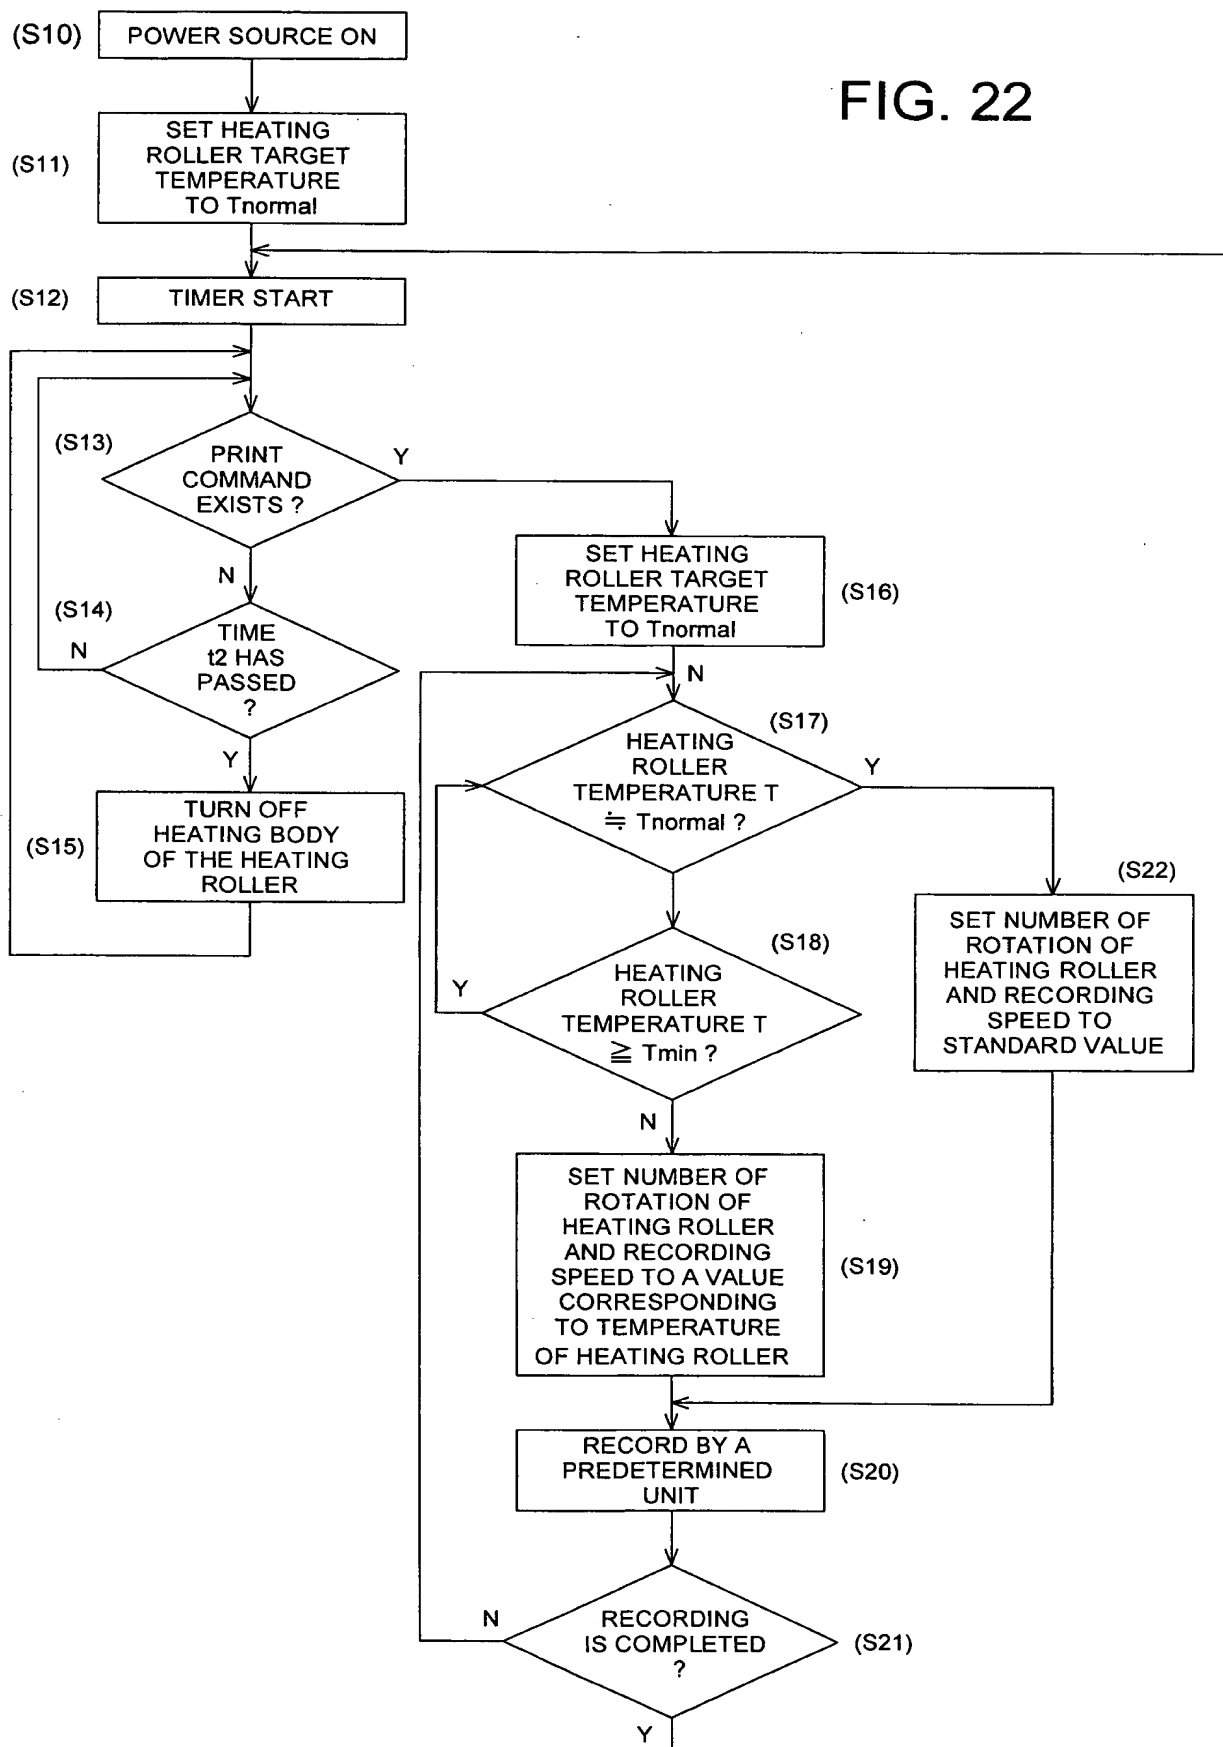 FIG. 22
(S10)
POWER SOURCE ON
(S11)
SET HEATING
ROLLER TARGET
TEMPERATURE
TO Tnormal
(S12)
TIMER START
(S13)
PRINT
COMMAND
EXISTS ?
Y
N
(S14)
TIME
t2 HAS
PASSED
?
N
Y
(S15)
TURN OFF
HEATING BODY
OF THE HEATING
ROLLER
SET HEATING
ROLLER TARGET
TEMPERATURE
TO Tnormal
(S16)
N
(S17)
HEATING
ROLLER
TEMPERATURE T
≒ Tnormal ?
Y
(S18)
HEATING
ROLLER
TEMPERATURE T
≧ Tmin ?
Y
N
(S22)
SET NUMBER OF
ROTATION OF
HEATING ROLLER
AND RECORDING
SPEED TO
STANDARD VALUE
SET NUMBER OF
ROTATION OF
HEATING ROLLER
AND RECORDING
SPEED TO A VALUE
CORRESPONDING
TO TEMPERATURE
OF HEATING ROLLER
(S19)
RECORD BY A
PREDETERMINED
UNIT
(S20)
N
RECORDING
IS COMPLETED
?
(S21)
Y